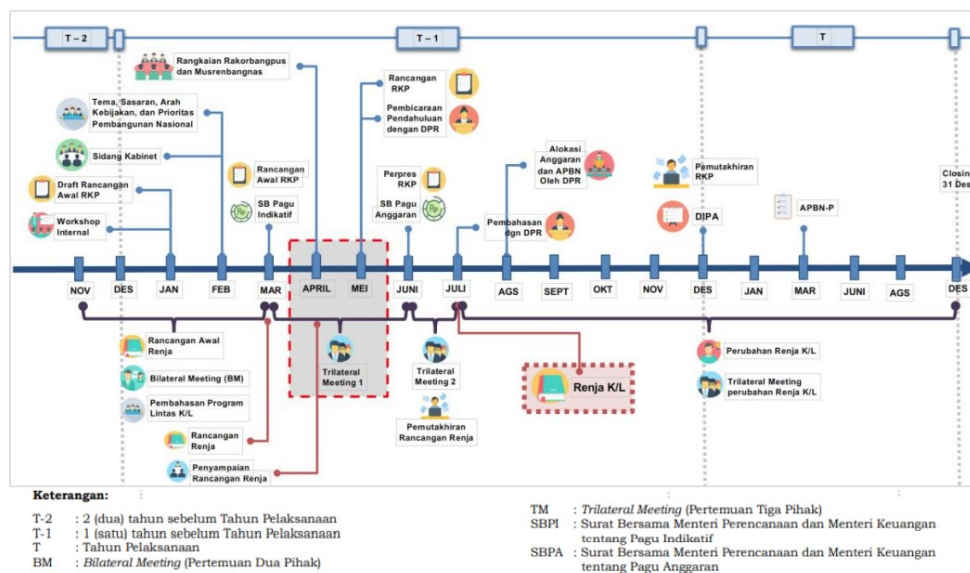 T – 2
T – 1
T
Rangkaian Rakorbangpus
dan Musrenbangnas
Rancangan
RKP
Tema, Sasaran, Arah
Kebijakan, dan Prioritas
Pembangunan Nasional
Pembicaraan
Pendahuluan
dengan DPR
Sidang Kabinet
Alokasi
Anggaran
dan APBN
Oleh DPR
Pemutakhiran
RKP
Closin
31 Des
Draft Rancangan
Awal RKP
Rancangan
Awal RKP
Perpres
RKP
Workshop
Internal
SB Pagu
Indikatif
SB Pagu
Anggaran
Pembahasan
dgn DPR
DIPA
APBN-P
NOV
DES
JAN
FEB
MAR
APRIL
MEI
JUNI
JULI
AGS
SEPT
OKT
NOV
DES
JAN
MAR
JUNI
AGS
DES
Rancangan Awal
Renja
Bilateral Meeting (BM)
Pembahasan Program
Lintas K/L
Rancangan
Renja
Penyampaian
Rancangan Renja
Trilateral
Meeting 1
Trilateral
Meeting 2
Pemutakhiran
Rancangan Renja
Renja K/L
Perubahan Renja K/L
Trilateral Meeting
perubahan Renja K/L
Keterangan:
T-2 : 2 (dua) tahun sebelum Tahun Pelaksanaan
T-1 : 1 (satu) tahun sebelum Tahun Pelaksanaan
T : Tahun Pelaksanaan
BM : Bilateral Meeting (Pertemuan Dua Pihak)
TM : Trilateral Meeting (Pertemuan Tiga Pihak)
SBPI : Surat Bersama Menteri Perencanaan dan Menteri Keuangan
tentang Pagu Indikatif
SBPA : Surat Bersama Menteri Perencanaan dan Menteri Keuangan
tentang Pagu Anggaran